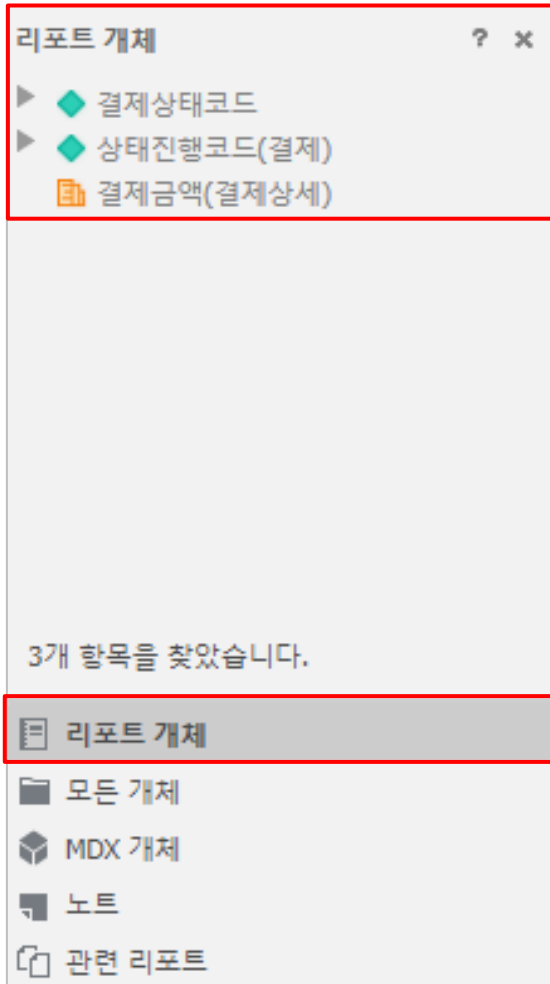 리포트 개체 ? ×
결제상태코드
상태진행코드(결제)
결제금액(결제상세)
3개 항목을 찾았습니다.
리포트 개체
모든 개체
MDX 개체
노트
관련 리포트